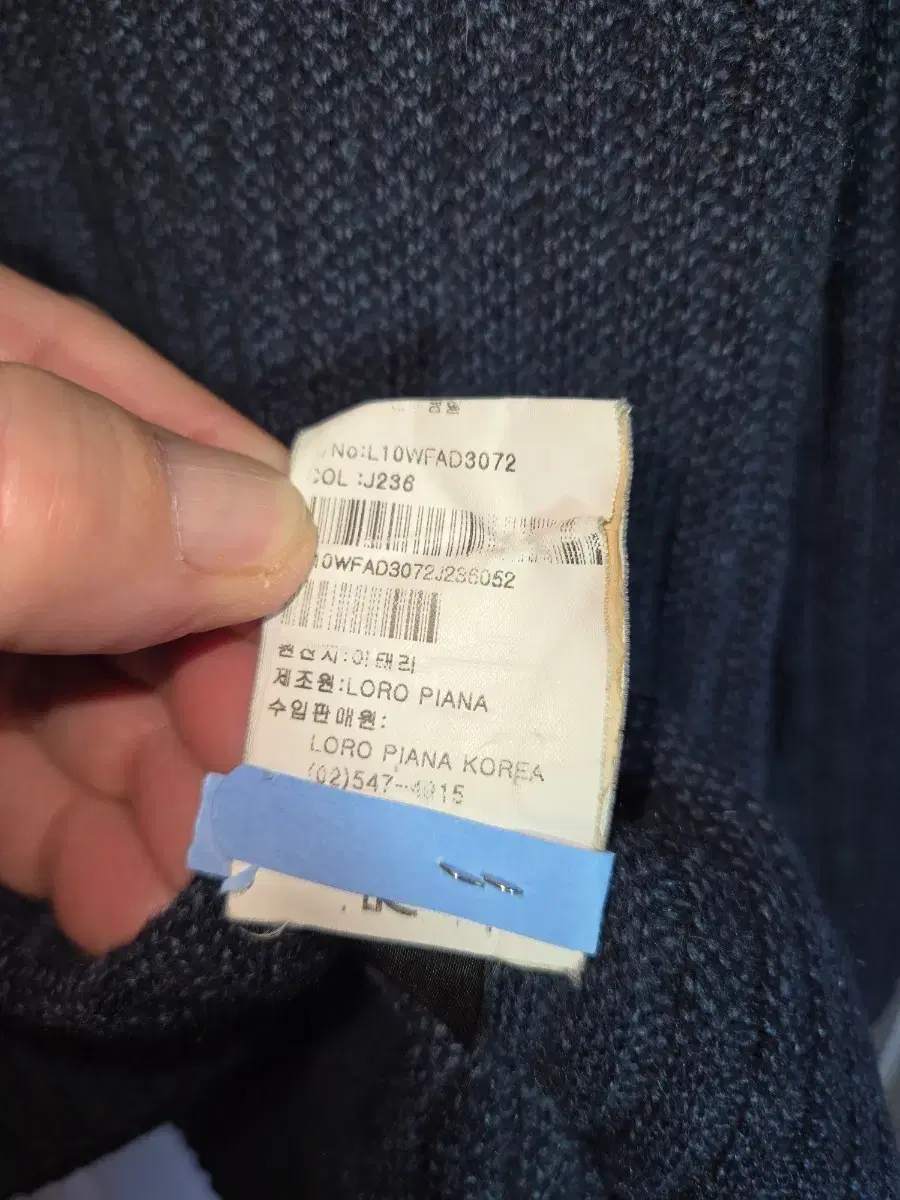 No:L10WFAD3072
COL :J236
10WFAD3072J236052
원산지:이태리
제조원:LORO PIANA
수입판매원:
LORO PIANA KOREA
(02)547-4915